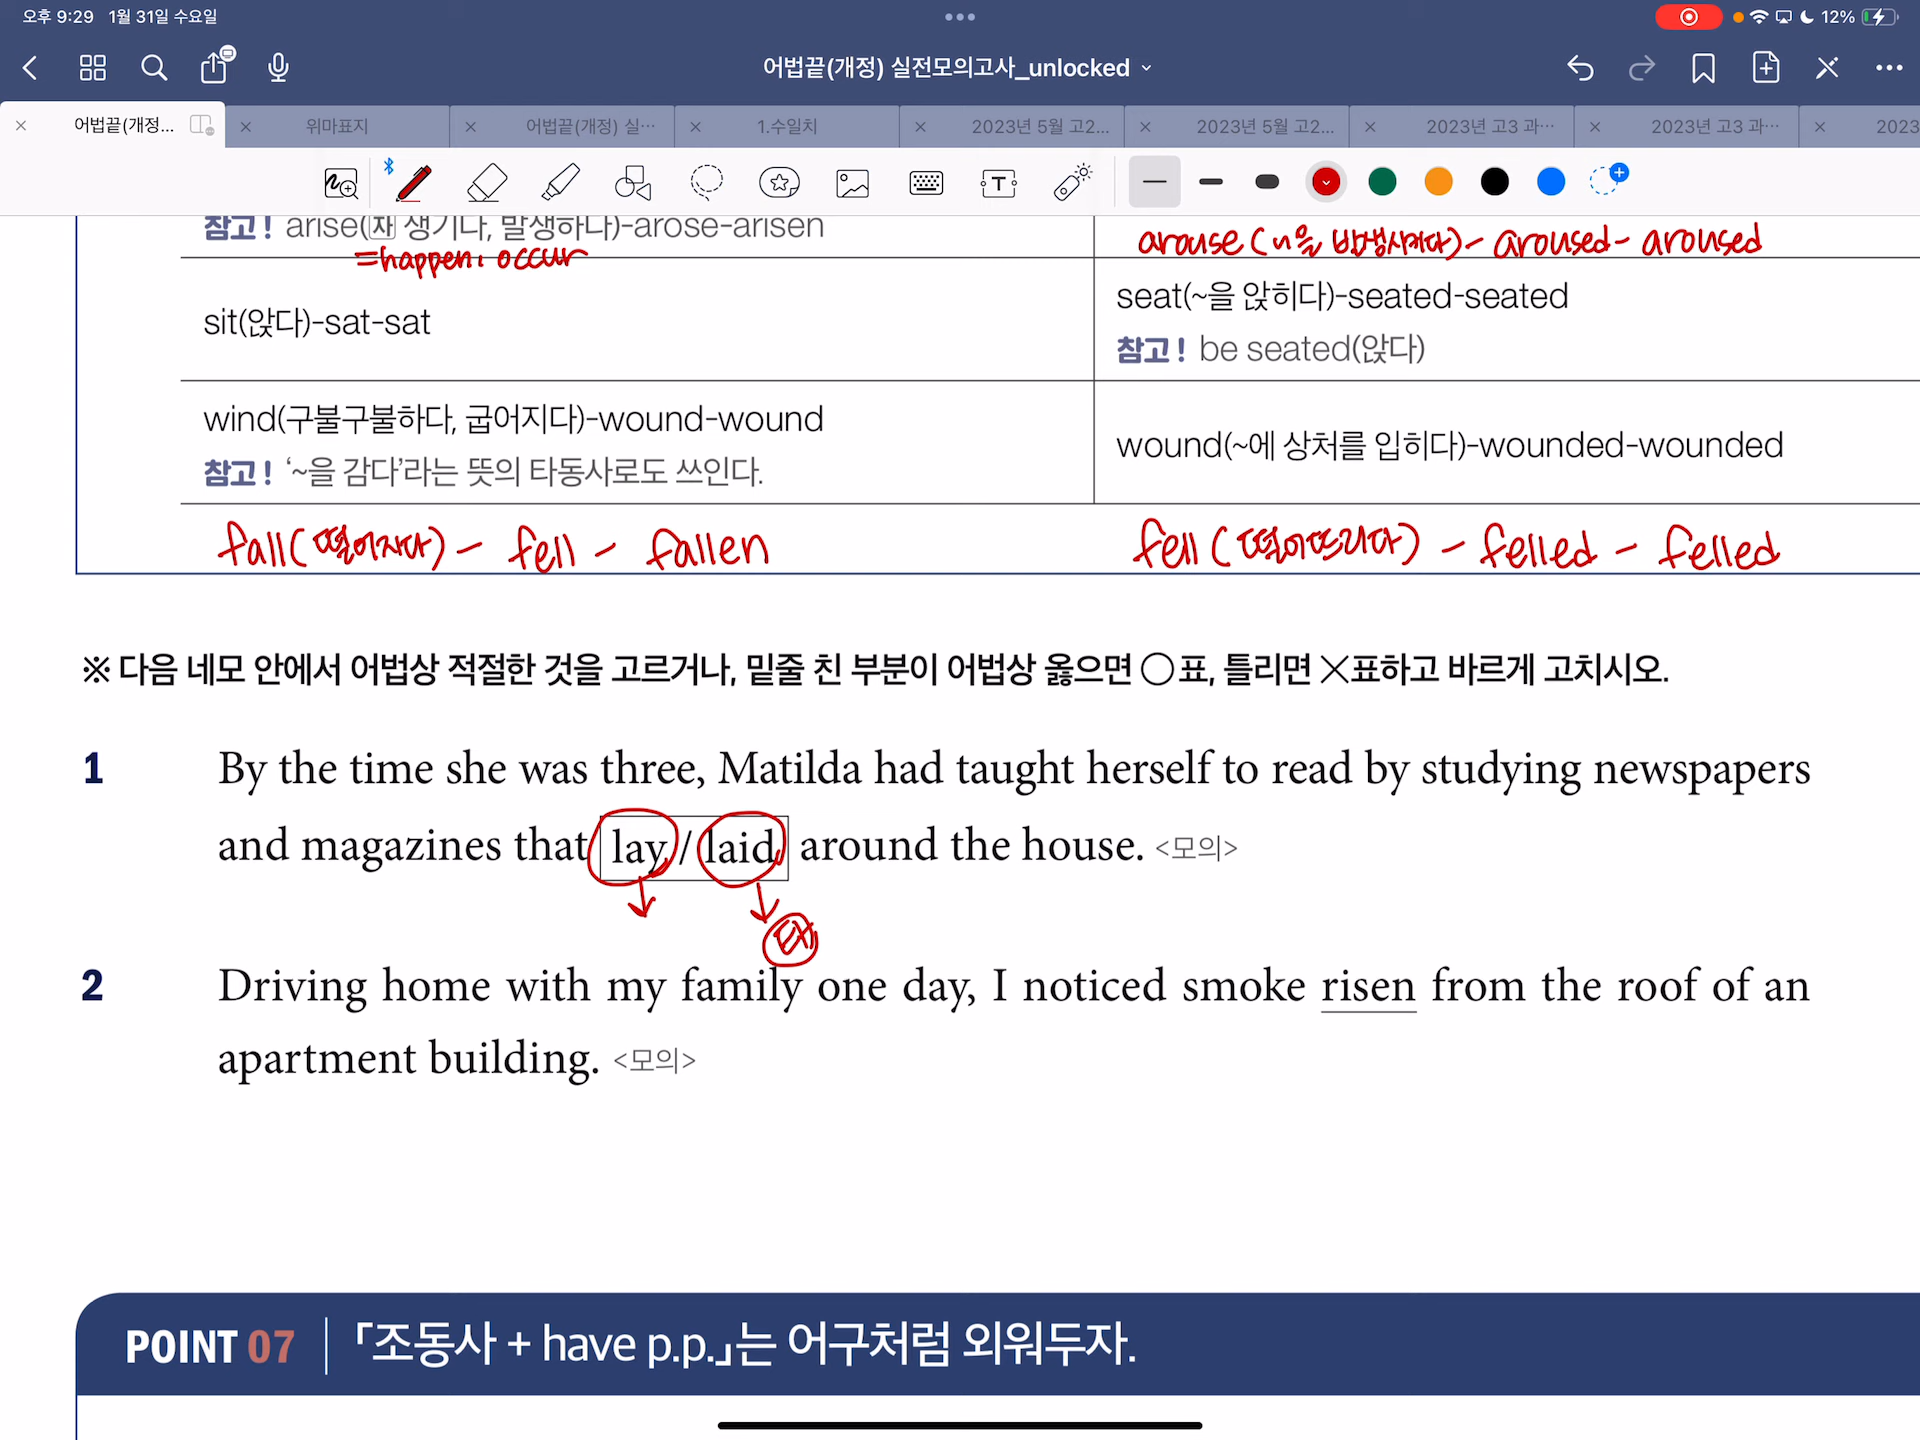 오후 9:29 1월 31일 수요일
12%
어법끝(개정) 실전모의고사_unlocked
어법끝(개정...
위마표지
어법끝(개정) 실...
1.수일치
2023년 5월 고2...
2023년 5월 고2...
2023년 고3 과...
2023년 고3 과...
2023
참고! arise(자 생기다, 발생하다)-arose-arisen
=happen, occur
arouse (~을 발생시키다) - aroused - aroused
sit(앉다)-sat-sat
seat(~을 앉히다)-seated-seated
참고! be seated(앉다)
wind(구불구불하다, 굽어지다)-wound-wound
참고! ‘~을 감다’라는 뜻의 타동사로도 쓰인다.
wound(~에 상처를 입히다)-wounded-wounded
fall(떨어지다) - fell - fallen
fell (떨어뜨리다) - felled - felled
※ 다음 네모 안에서 어법상 적절한 것을 고르거나, 밑줄 친 부분이 어법상 옳으면 ◯표, 틀리면 ╳표하고 바르게 고치시오.
1 By the time she was three, Matilda had taught herself to read by studying newspapers
and magazines that lay / laid around the house. <모의>
타
2 Driving home with my family one day, I noticed smoke risen from the roof of an
apartment building. <모의>
POINT 07 「조동사 + have p.p.」는 어구처럼 외워두자.